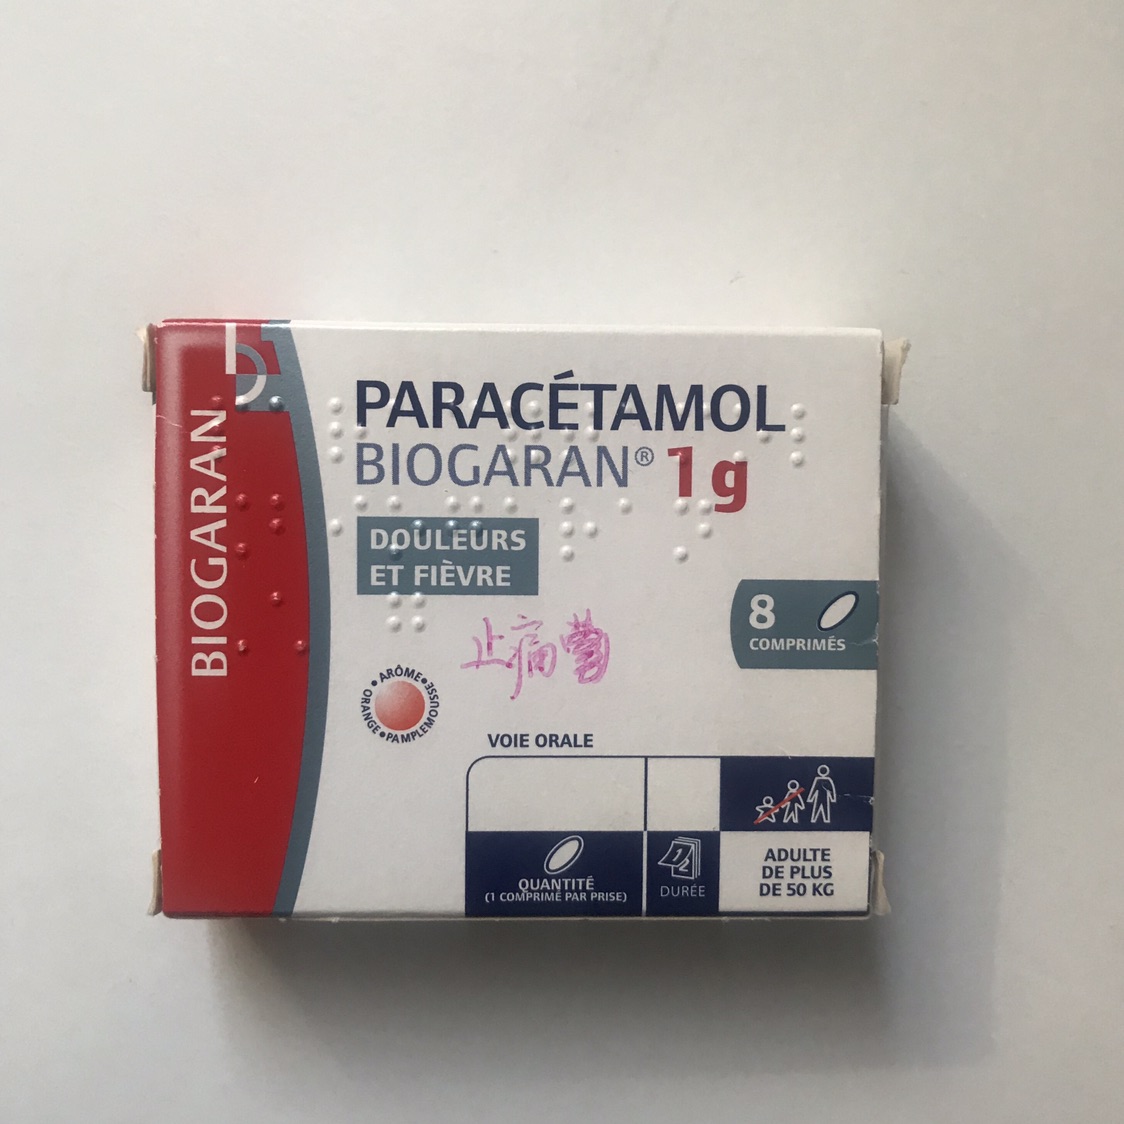 BIOGARAN
PARACÉTAMOL
BIOGARAN® 1g
DOULEURS
ET FIÈVRE
8
COMPRIMÉS
止痛
•ARÔME•
ORANGE•PAMPLEMOUSSE
VOIE ORALE
QUANTITÉ
(1 COMPRIMÉ PAR PRISE)
12
DURÉE
ADULTE
DE PLUS
DE 50 KG